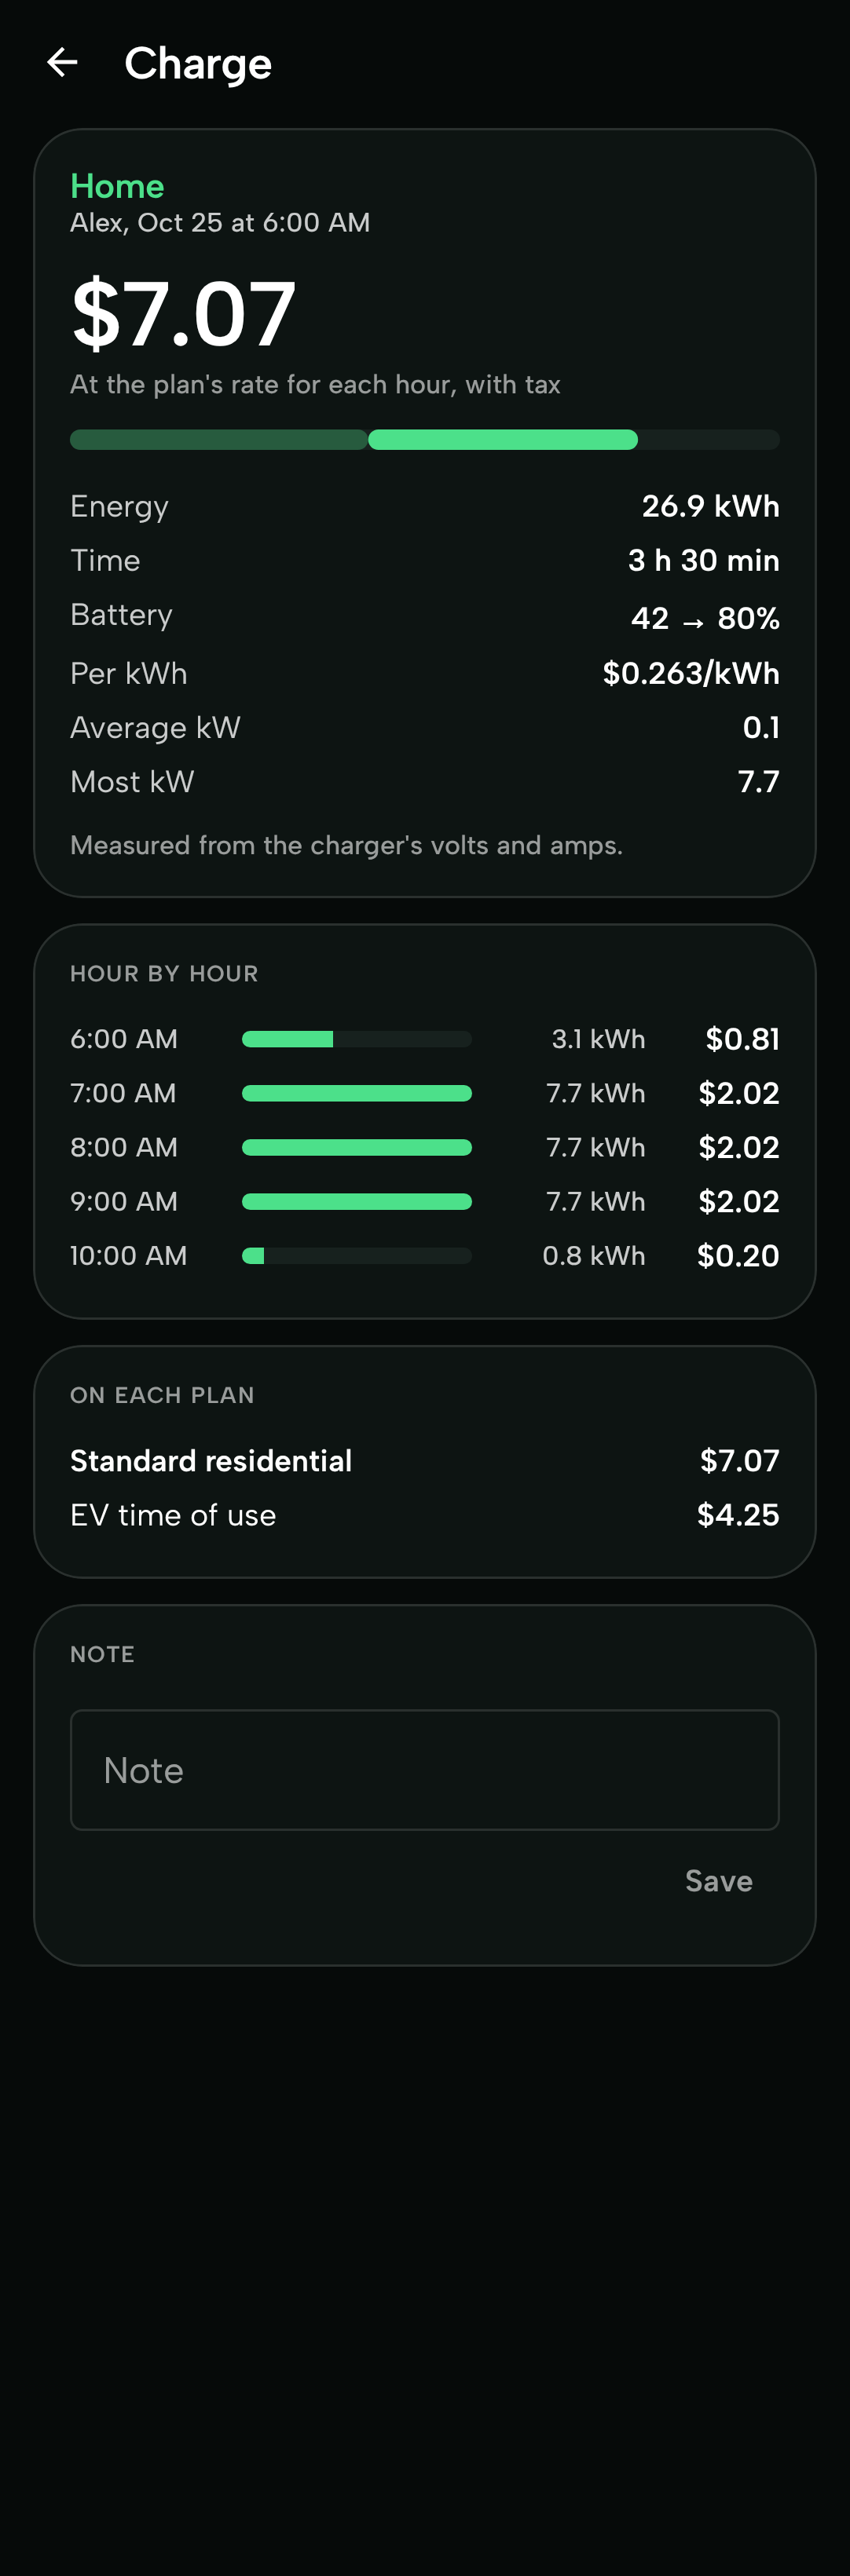 Charge
Home
Alex, Oct 25 at 6:00 AM
$7.07
At the plan's rate for each hour, with tax
Energy 26.9 kWh
Time 3 h 30 min
Battery 42 → 80%
Per kWh $0.263/kWh
Average kW 0.1
Most kW 7.7
Measured from the charger's volts and amps.
HOUR BY HOUR
6:00 AM 3.1 kWh $0.81
7:00 AM 7.7 kWh $2.02
8:00 AM 7.7 kWh $2.02
9:00 AM 7.7 kWh $2.02
10:00 AM 0.8 kWh $0.20
ON EACH PLAN
Standard residential $7.07
EV time of use $4.25
NOTE
Note
Save